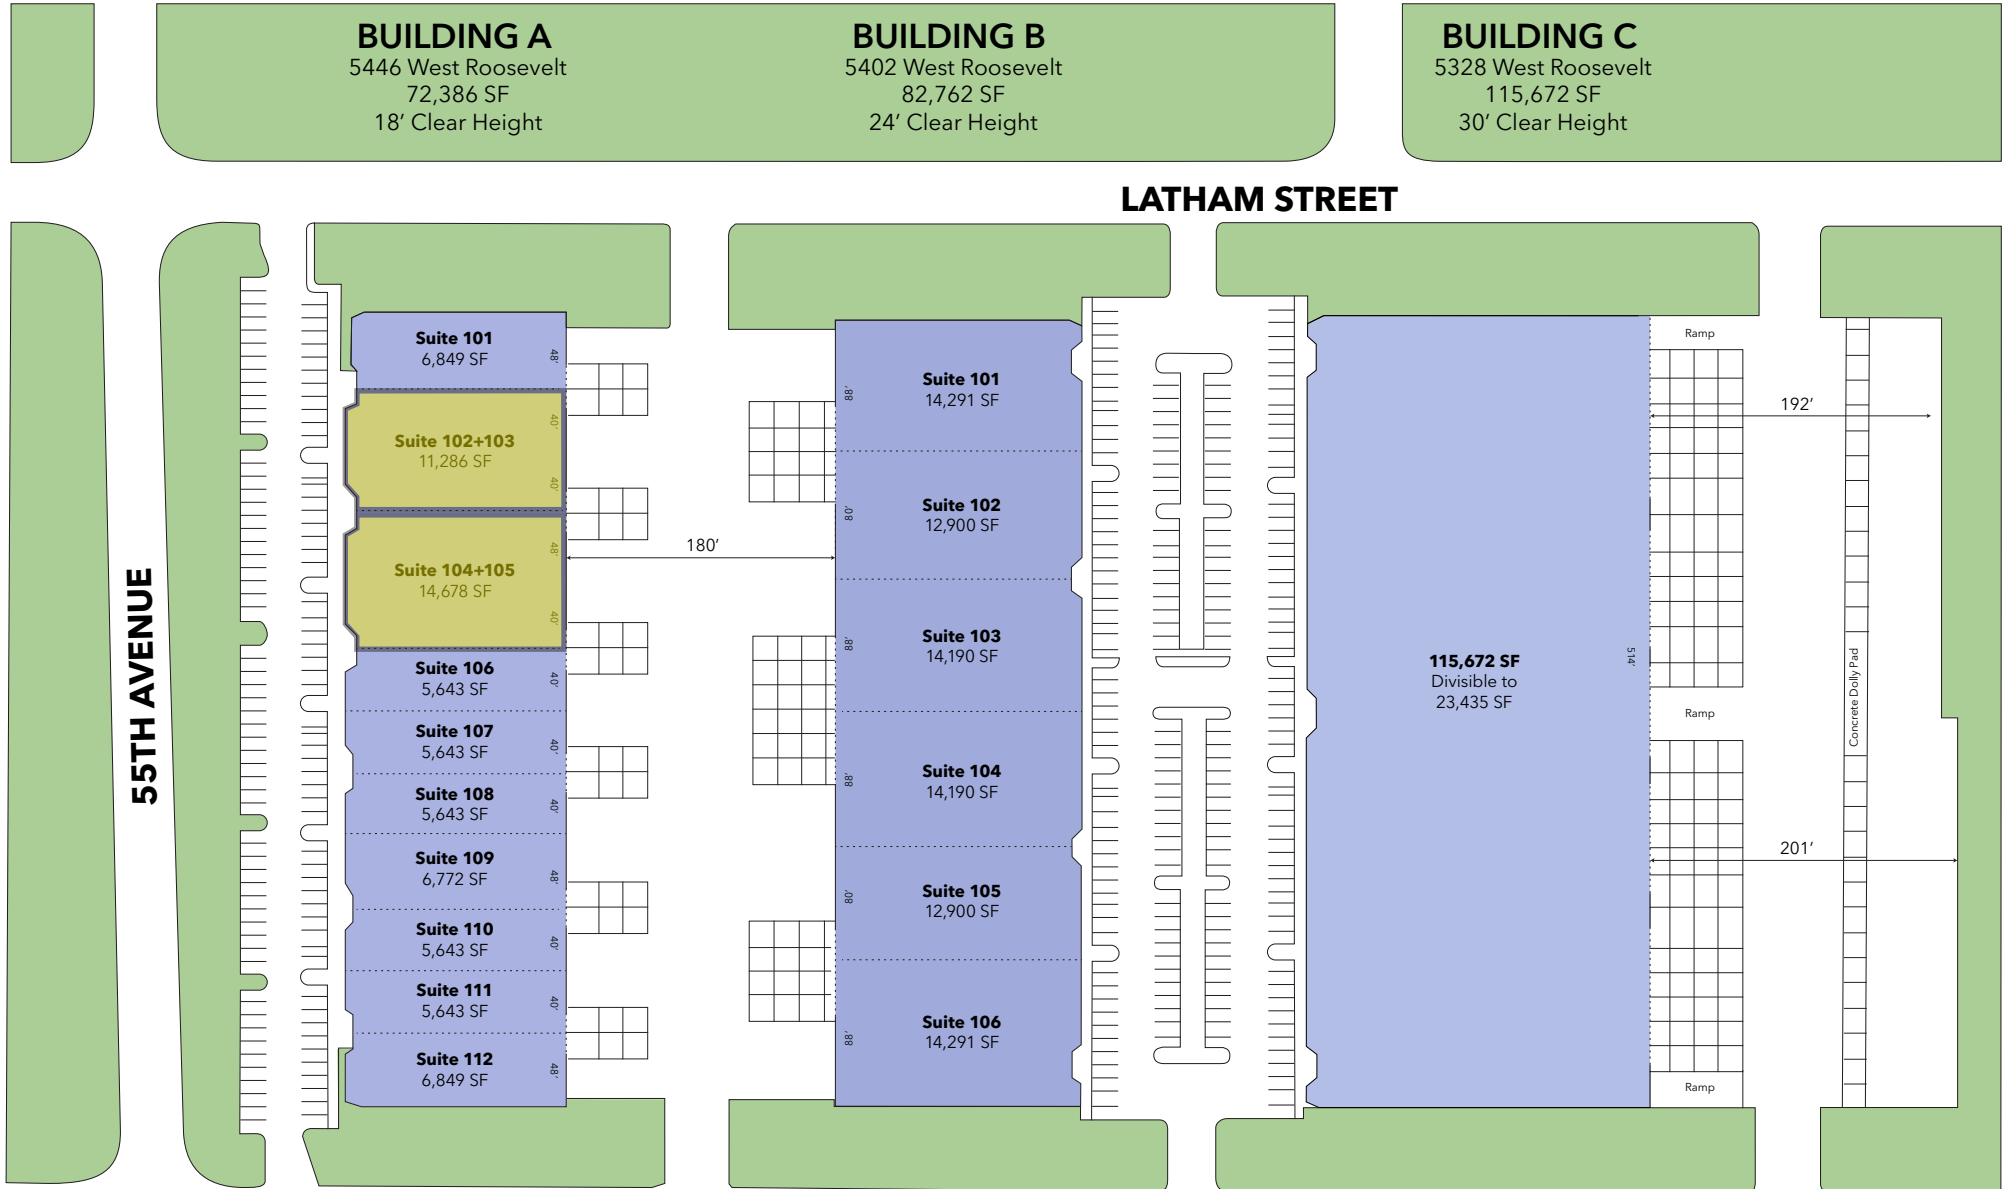 BUILDING A
5446 West Roosevelt
72,386 SF
18’ Clear Height
BUILDING B
5402 West Roosevelt
82,762 SF
24’ Clear Height
BUILDING C
5328 West Roosevelt
115,672 SF
30’ Clear Height
LATHAM STREET
55TH AVENUE
Suite 101
6,849 SF
48’
Suite 102+103
11,286 SF
40’
40’
Suite 104+105
14,678 SF
48’
40’
Suite 106
5,643 SF
40’
Suite 107
5,643 SF
40’
Suite 108
5,643 SF
40’
Suite 109
6,772 SF
48’
Suite 110
5,643 SF
40’
Suite 111
5,643 SF
40’
Suite 112
6,849 SF
48’
180’
Suite 101
14,291 SF
88’
Suite 102
12,900 SF
80’
Suite 103
14,190 SF
88’
Suite 104
14,190 SF
88’
Suite 105
12,900 SF
80’
Suite 106
14,291 SF
88’
115,672 SF
Divisible to
23,435 SF
514’
Ramp
192’
Ramp
Concrete Dolly Pad
201’
Ramp